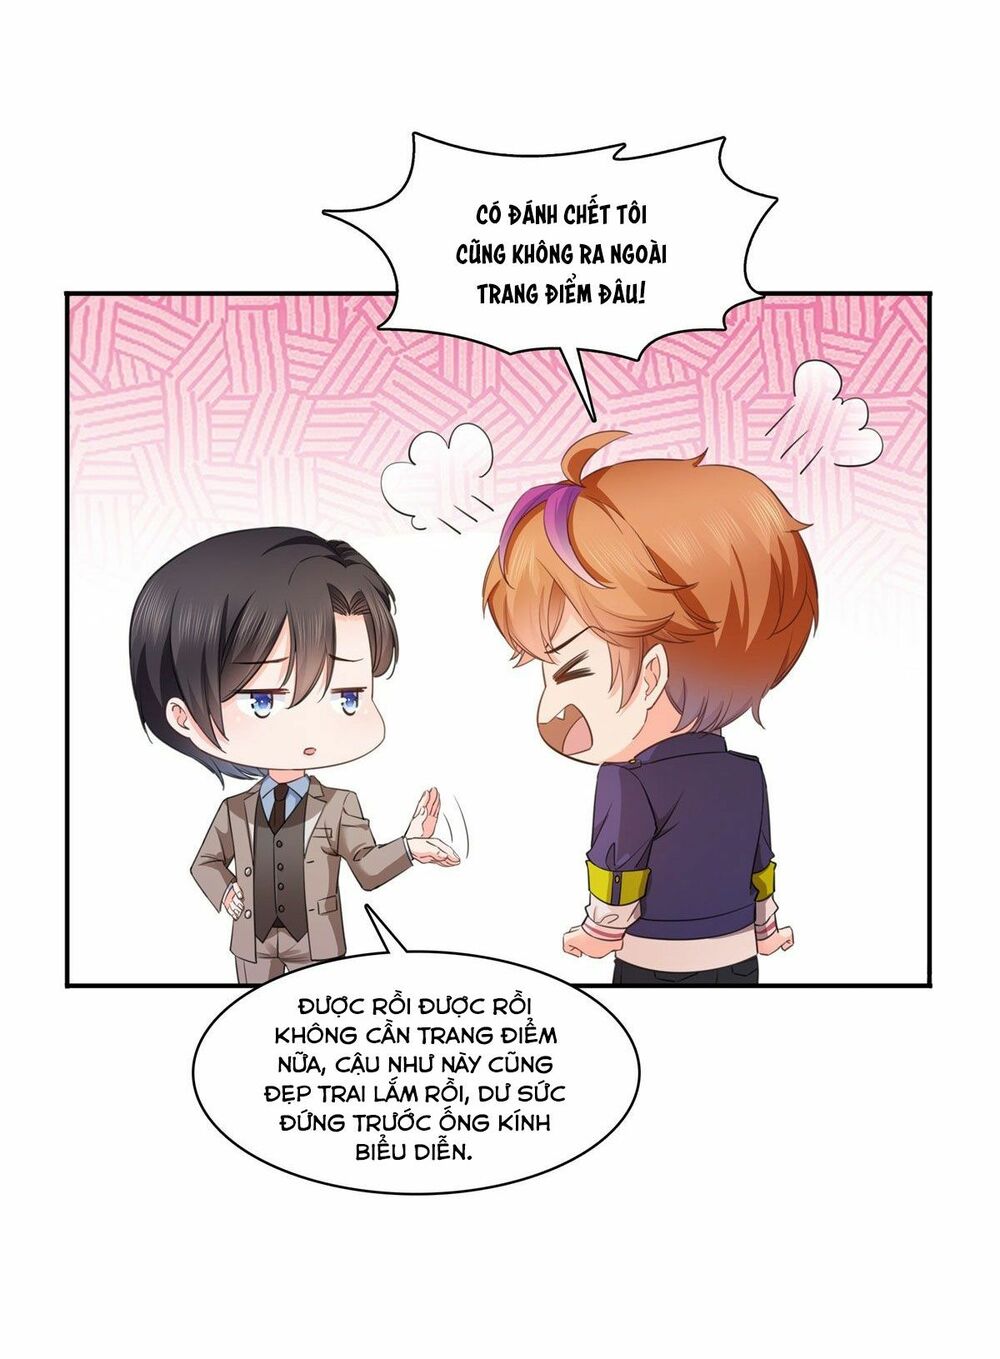 CÓ ĐÁNH CHẾT TÔI
CŨNG KHÔNG RA NGOÀI
TRANG ĐIỂM ĐÂU!
ĐƯỢC RỒI ĐƯỢC RỒI
KHÔNG CẦN TRANG ĐIỂM
NỮA, CẬU NHƯ NÀY CŨNG
ĐẸP TRAI LẮM RỒI, DƯ SỨC
ĐỨNG TRƯỚC ỐNG KÍNH
BIỂU DIỄN.